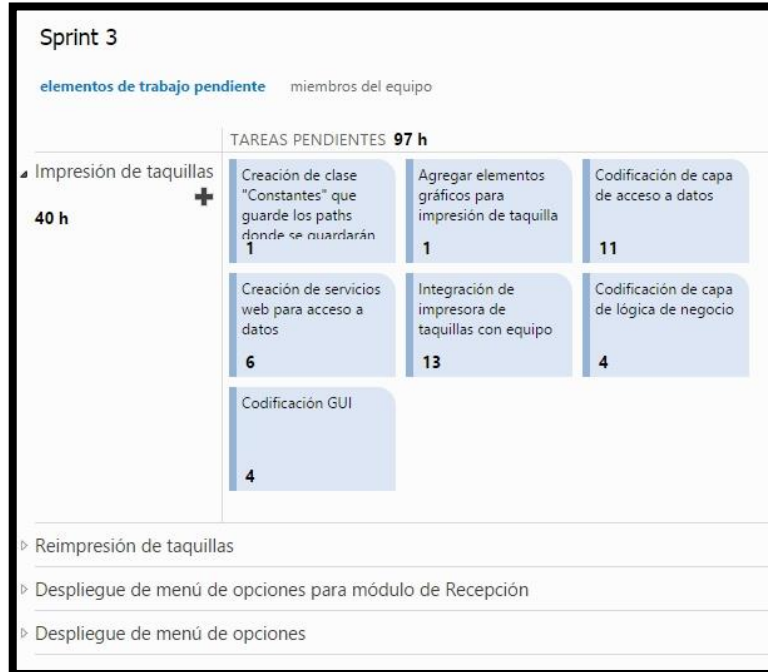 Sprint 3
elementos de trabajo pendiente miembros del equipo
TAREAS PENDIENTES 97 h
Impresión de taquillas
40 h
Creación de clase
"Constantes" que
guarde los paths
donde se guardarán
1
Agregar elementos
gráficos para
impresión de taquilla
1
Codificación de capa
de acceso a datos
11
Creación de servicios
web para acceso a
datos
6
Integración de
impresora de
taquillas con equipo
13
Codificación de capa
de lógica de negocio
4
Codificación GUI
4
Reimpresión de taquillas
Despliegue de menú de opciones para módulo de Recepción
Despliegue de menú de opciones